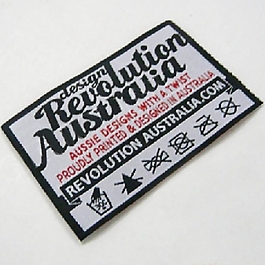 design
Revolution
Australia
AUSSIE DESIGNS WITH A TWIST
PROUDLY PRINTED & DESIGNED IN AUSTRALIA
REVOLUTION AUSTRALIA.COM